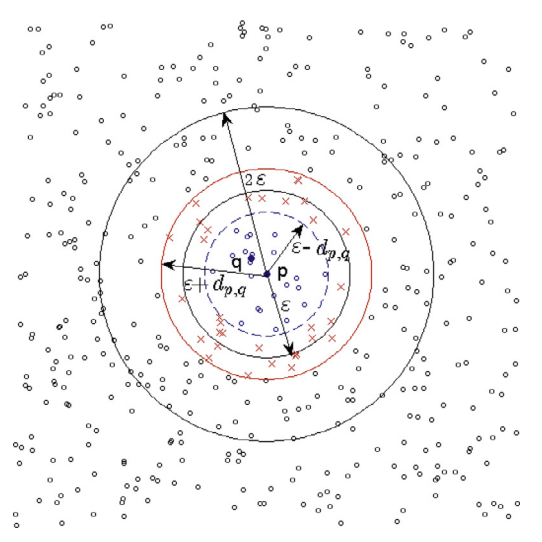 2ε
ε- d_{p,q}
q
p
ε+ d_{p,q}
ε